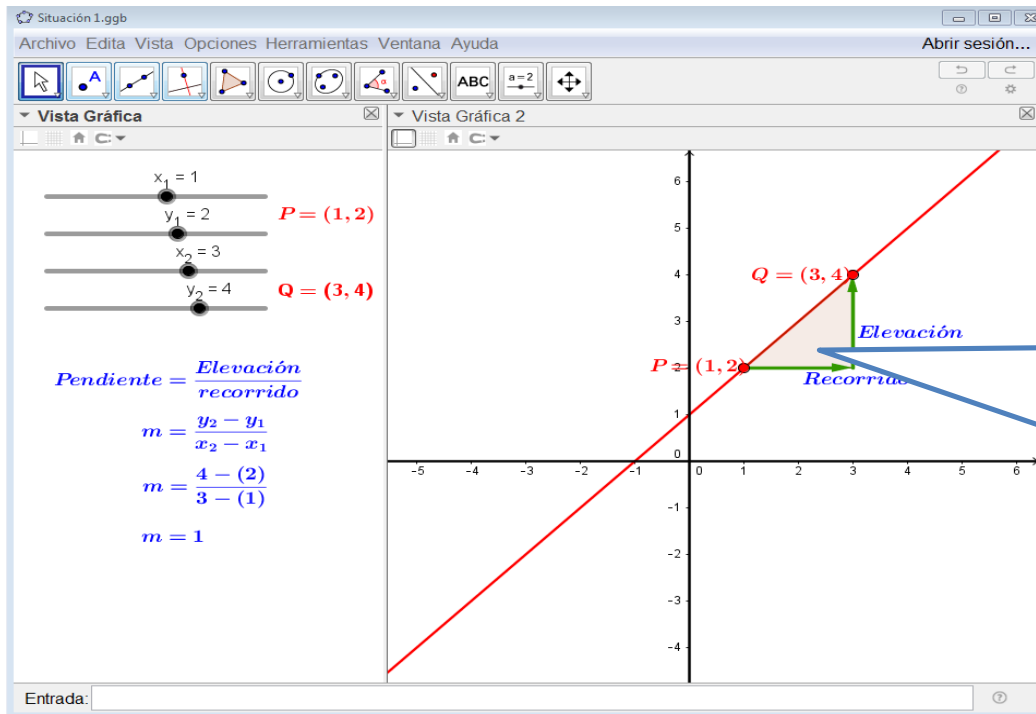 Situación 1.ggb
Archivo Edita Vista Opciones Herramientas Ventana Ayuda
Abrir sesión...
A
ABC
a=2
Vista Gráfica
Vista Gráfica 2
x₁ = 1
y₁ = 2
P = (1, 2)
x₂ = 3
y₂ = 4
Q = (3, 4)
Pendiente = Elevación / recorrido
m = y₂ − y₁ / x₂ − x₁
m = 4 − (2) / 3 − (1)
m = 1
6
5
4
3
2
1
0
−1
−2
−3
−4
−5 −4 −3 −2 −1 0 1 2 3 4 5 6
Q = (3, 4)
Elevación
P = (1, 2)
Recorrido
Entrada: